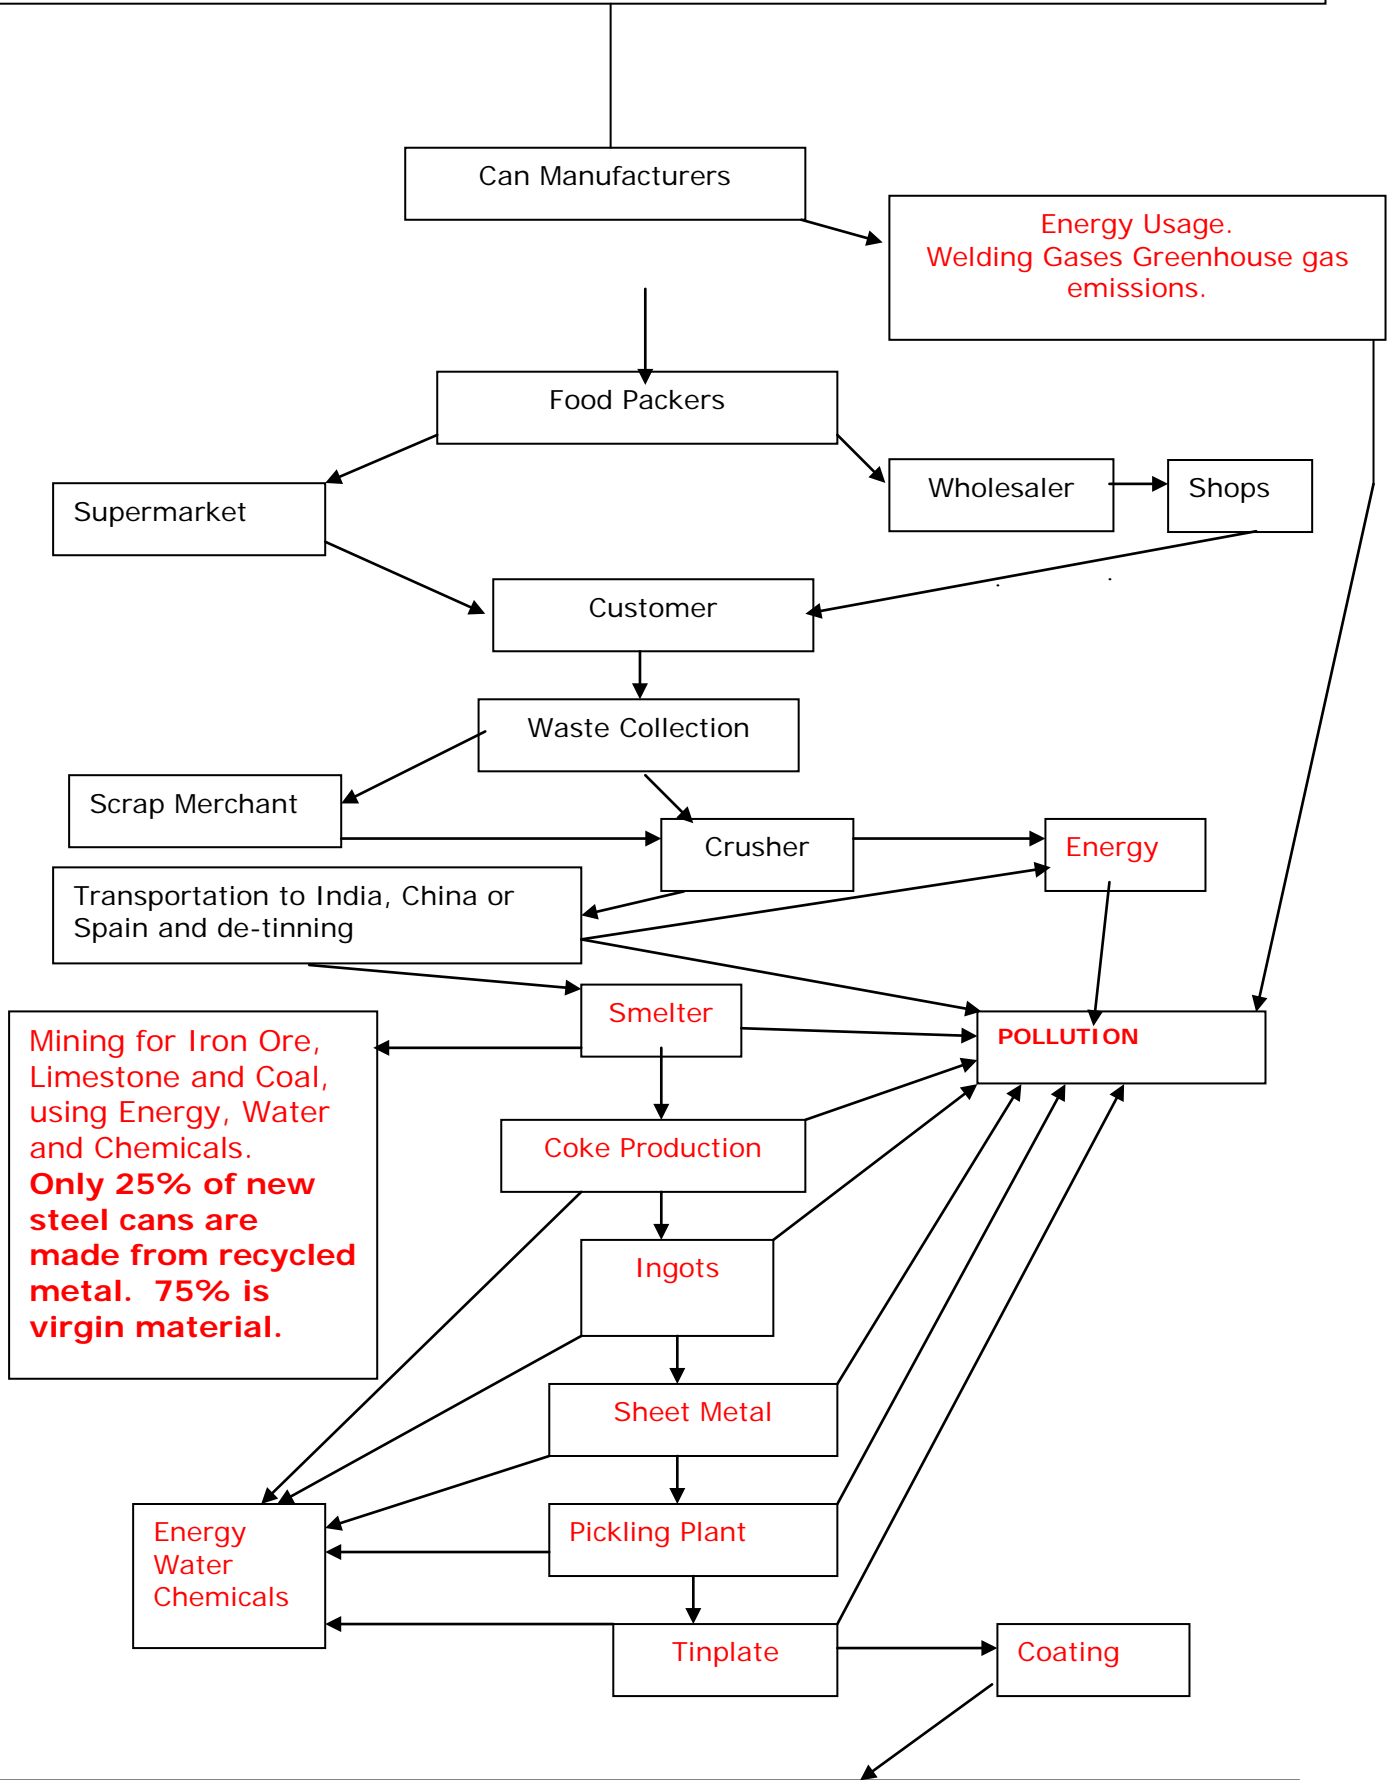 Can Manufacturers
Energy Usage.
Welding Gases Greenhouse gas
emissions.
Food Packers
Wholesaler
Shops
Supermarket
Customer
Waste Collection
Scrap Merchant
Crusher
Energy
Transportation to India, China or
Spain and de-tinning
Smelter
POLLUTION
Mining for Iron Ore,
Limestone and Coal,
using Energy, Water
and Chemicals.
Only 25% of new
steel cans are
made from recycled
metal.  75% is
virgin material.
Coke Production
Ingots
Sheet Metal
Pickling Plant
Energy
Water
Chemicals
Tinplate
Coating